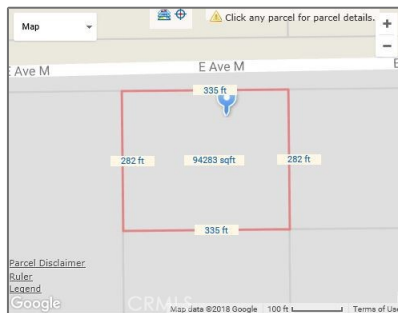 Map
Click any parcel for parcel details.
+
−
E Ave M
E Ave M
E
335 ft
282 ft
94283 sqft
282 ft
335 ft
Parcel Disclaimer
Ruler
Legend
Google
CRMLS
Map data ©2018 Google
100 ft
Terms of Use